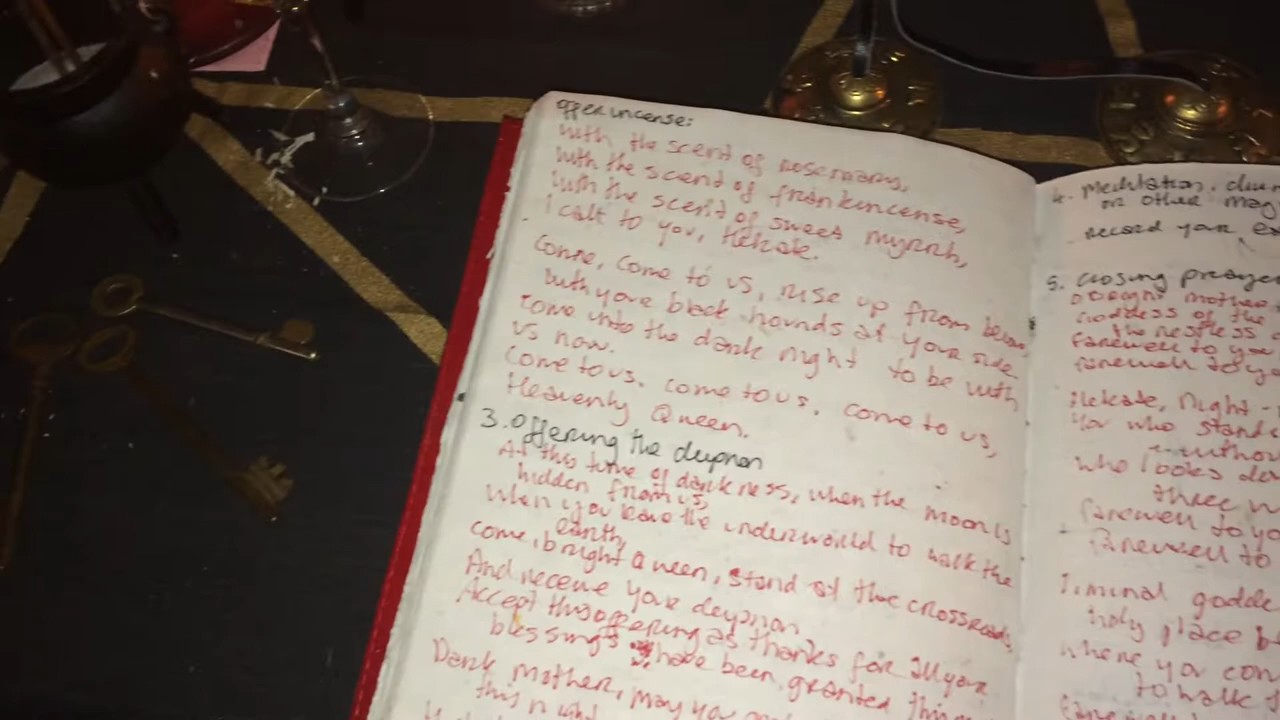 offer incense:
With the scent of rosemary,
With the scent of frankincense,
With the scent of sweet myrrh,
I call to you, Hekate.
Come, come to us, rise up from below
With your black hounds at your side
Come into the dark night to be with
us now.
Come to us, come to us, come to us,
Heavenly Queen.
3. Offering the deipnon
At this time of darkness, when the moon is
hidden from us,
When you leave the underworld to walk the
earth,
come, bright Queen, stand at the crossroads,
And receive your deipnon
Accept this offering as thanks for all your
blessings have been granted this
Dark mother, may you
this night
4. Meditation,
or other
record your
5. closing prayer
mother
Goddess of the
the restless
farewell to you
farewell to
Hekate, Night -
You who stand
who looks
three
farewell to
Farewell to
Liminal
holy place
where you
to walk